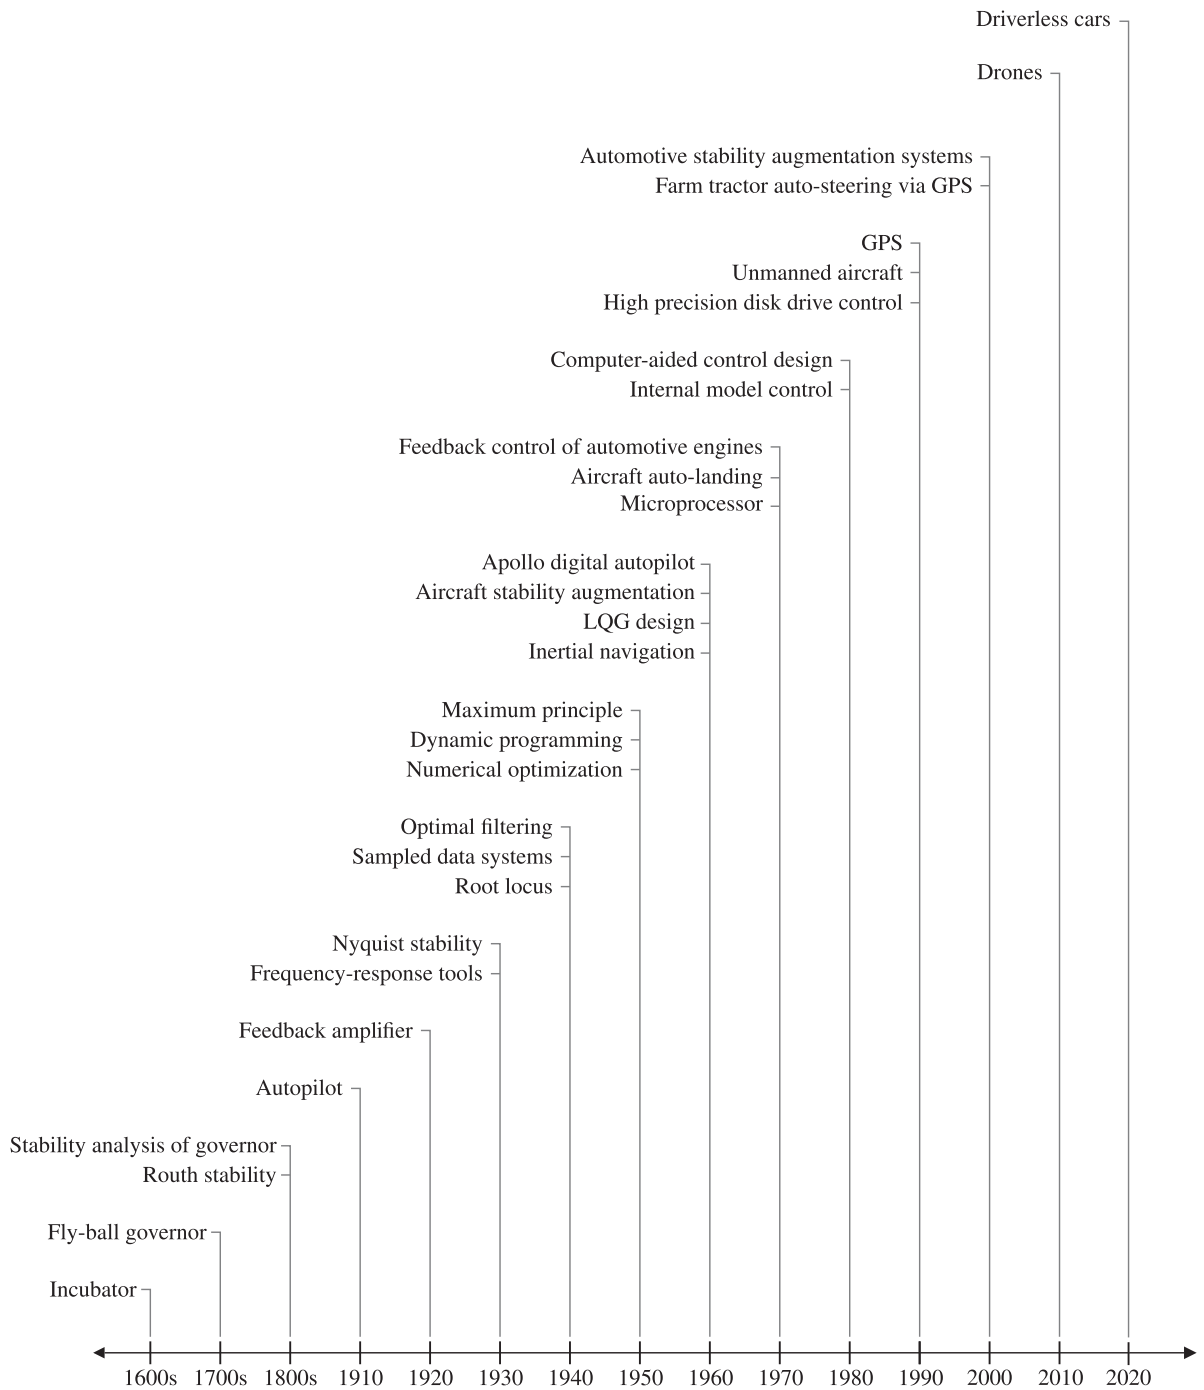 Driverless cars
Drones
Automotive stability augmentation systems
Farm tractor auto-steering via GPS
GPS
Unmanned aircraft
High precision disk drive control
Computer-aided control design
Internal model control
Feedback control of automotive engines
Aircraft auto-landing
Microprocessor
Apollo digital autopilot
Aircraft stability augmentation
LQG design
Inertial navigation
Maximum principle
Dynamic programming
Numerical optimization
Optimal filtering
Sampled data systems
Root locus
Nyquist stability
Frequency-response tools
Feedback amplifier
Autopilot
Stability analysis of governor
Routh stability
Fly-ball governor
Incubator
1600s 1700s 1800s 1910 1920 1930 1940 1950 1960 1970 1980 1990 2000 2010 2020